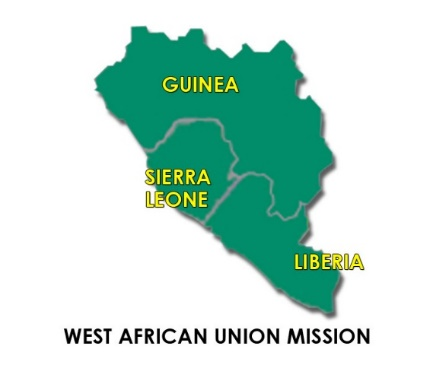 GUINEA
SIERRA
LEONE
LIBERIA
WEST AFRICAN UNION MISSION